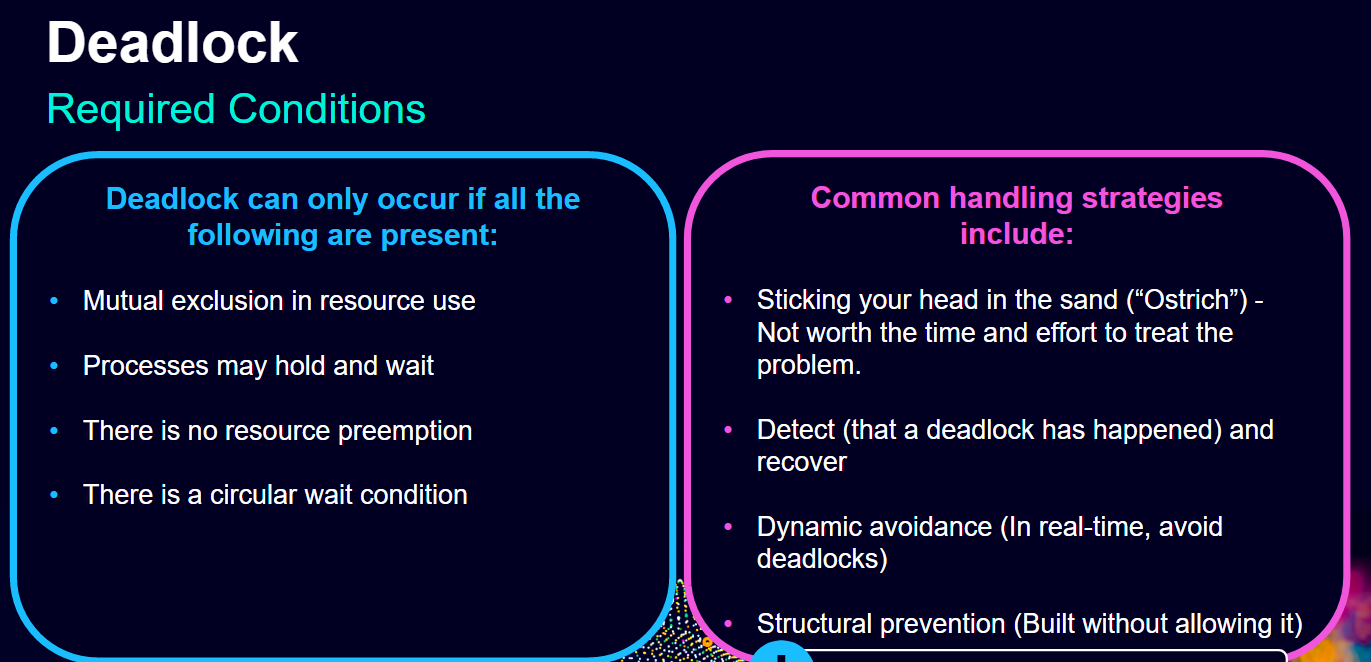 Deadlock
Required Conditions
Deadlock can only occur if all the
following are present:
• Mutual exclusion in resource use
• Processes may hold and wait
• There is no resource preemption
• There is a circular wait condition
Common handling strategies
include:
• Sticking your head in the sand (“Ostrich”) -
Not worth the time and effort to treat the
problem.
• Detect (that a deadlock has happened) and
recover
• Dynamic avoidance (In real-time, avoid
deadlocks)
• Structural prevention (Built without allowing it)